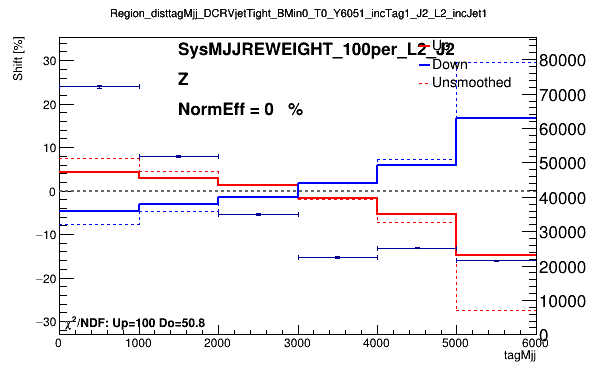 Region_disttagMjj_DCRVjetTight_BMin0_T0_Y6051_incTag1_J2_L2_incJet1
Shift [%]
SysMJJREWEIGHT_100per_L2_J2
Z
NormEff = 0 %
Up
Down
Unsmoothed
30
20
10
0
−10
−20
−30
80000
70000
60000
50000
40000
30000
20000
10000
0
χ²/NDF: Up=100 Do=50.8
0 1000 2000 3000 4000 5000 6000
tagMjj